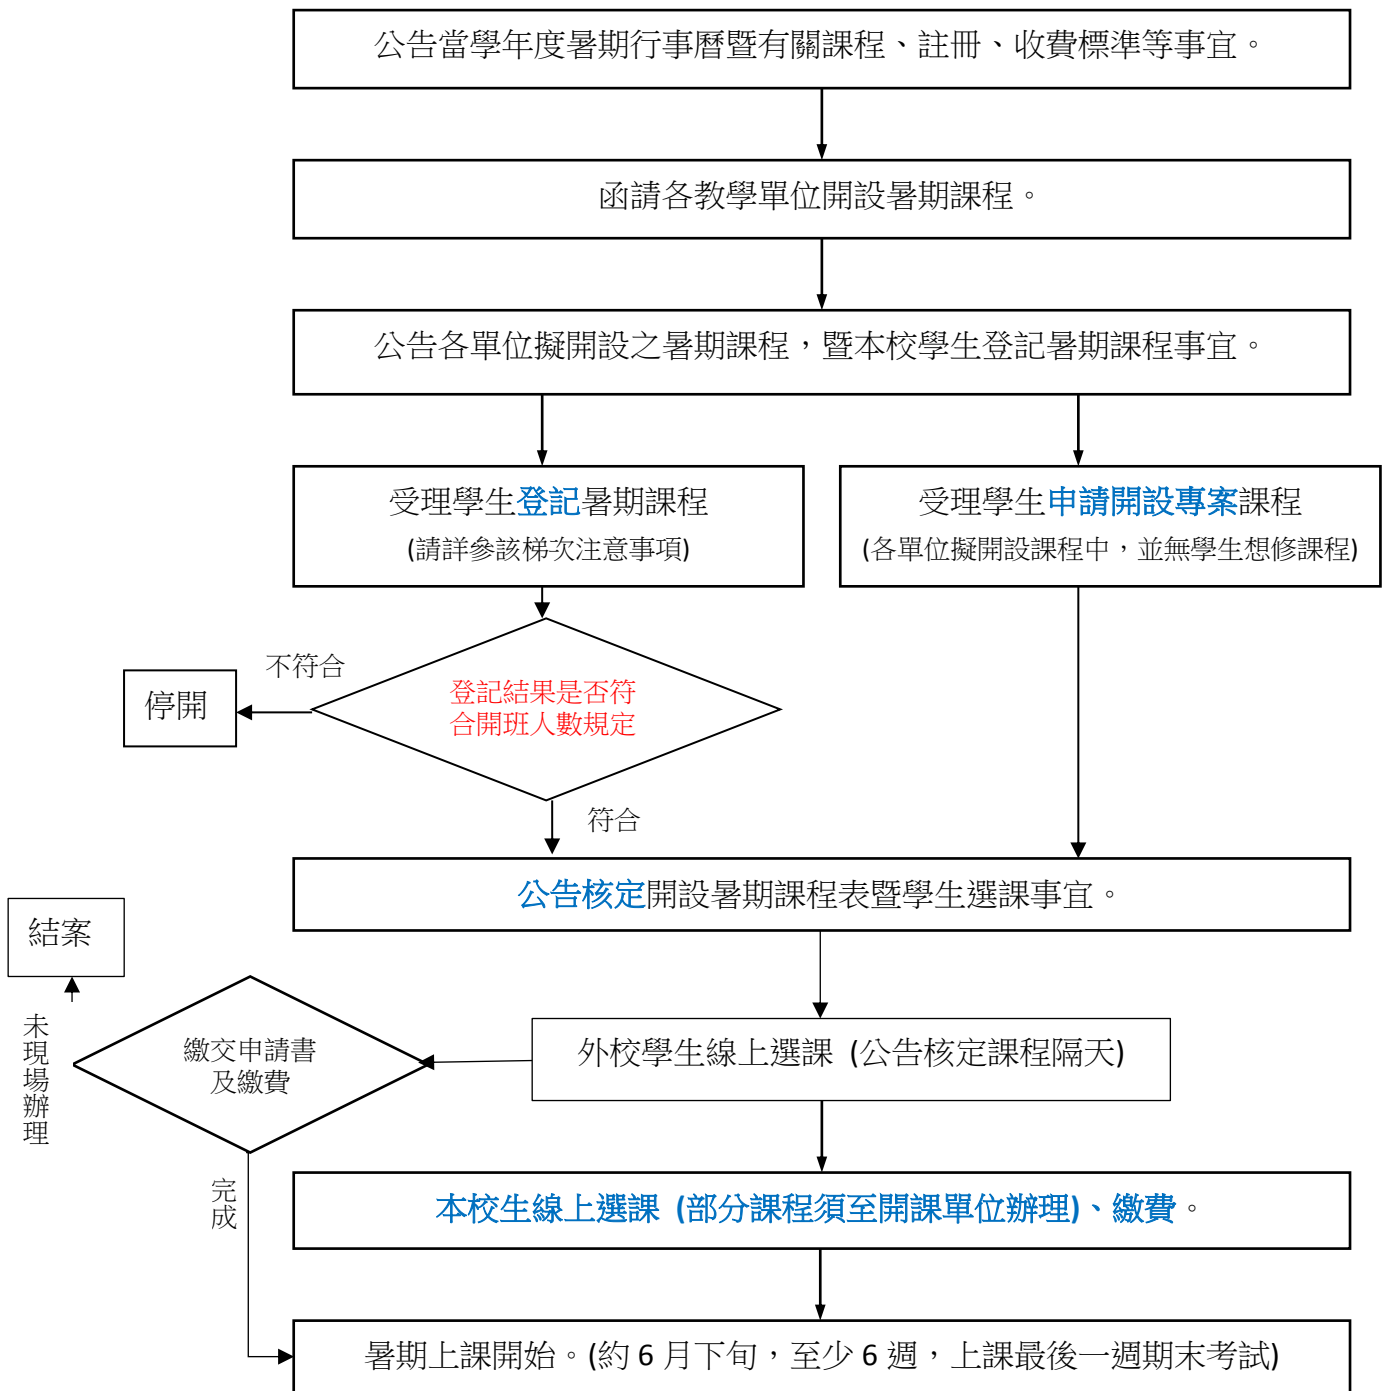 公告當學年度暑期行事曆暨有關課程、註冊、收費標準等事宜。
函請各教學單位開設暑期課程。
公告各單位擬開設之暑期課程，暨本校學生登記暑期課程事宜。
受理學生登記暑期課程
(請詳參該梯次注意事項)
受理學生申請開設專案課程
(各單位擬開設課程中，並無學生想修課程)
不符合
停開
登記結果是否符
合開班人數規定
符合
公告核定開設暑期課程表暨學生選課事宜。
結案
未現場辦理
繳交申請書
及繳費
外校學生線上選課 (公告核定課程隔天)
完成
本校生線上選課 (部分課程須至開課單位辦理)、繳費。
暑期上課開始。(約 6 月下旬，至少 6 週，上課最後一週期末考試)